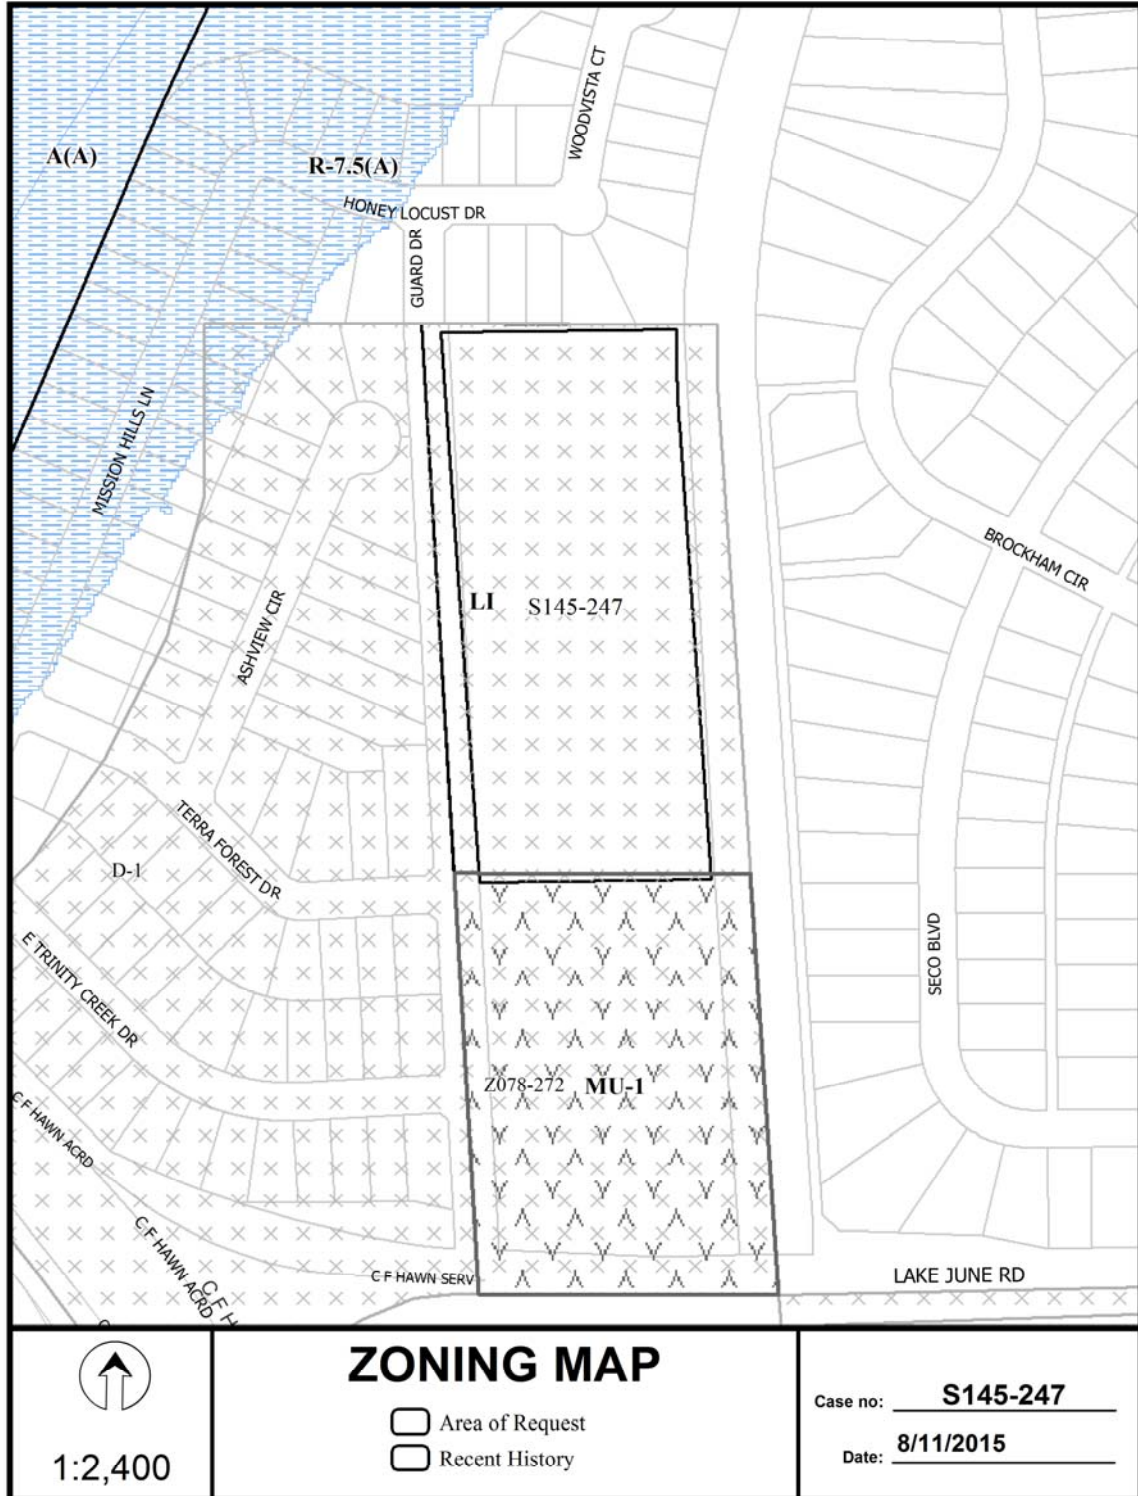 WOODVISTA CT
A(A)
R-7.5(A)
HONEY LOCUST DR
GUARD DR
MISSION HILLS LN
BROCKHAM CIR
LI S145-247
ASHVIEW CIR
TERRA FOREST DR
D-1
E TRINITY CREEK DR
SECO BLVD
Z078-272 MU-1
C F HAWN ACRD
C F HAWN ACRD
C F H
C F HAWN SERV
LAKE JUNE RD
ZONING MAP
Area of Request
Recent History
1:2,400
Case no: S145-247
Date: 8/11/2015